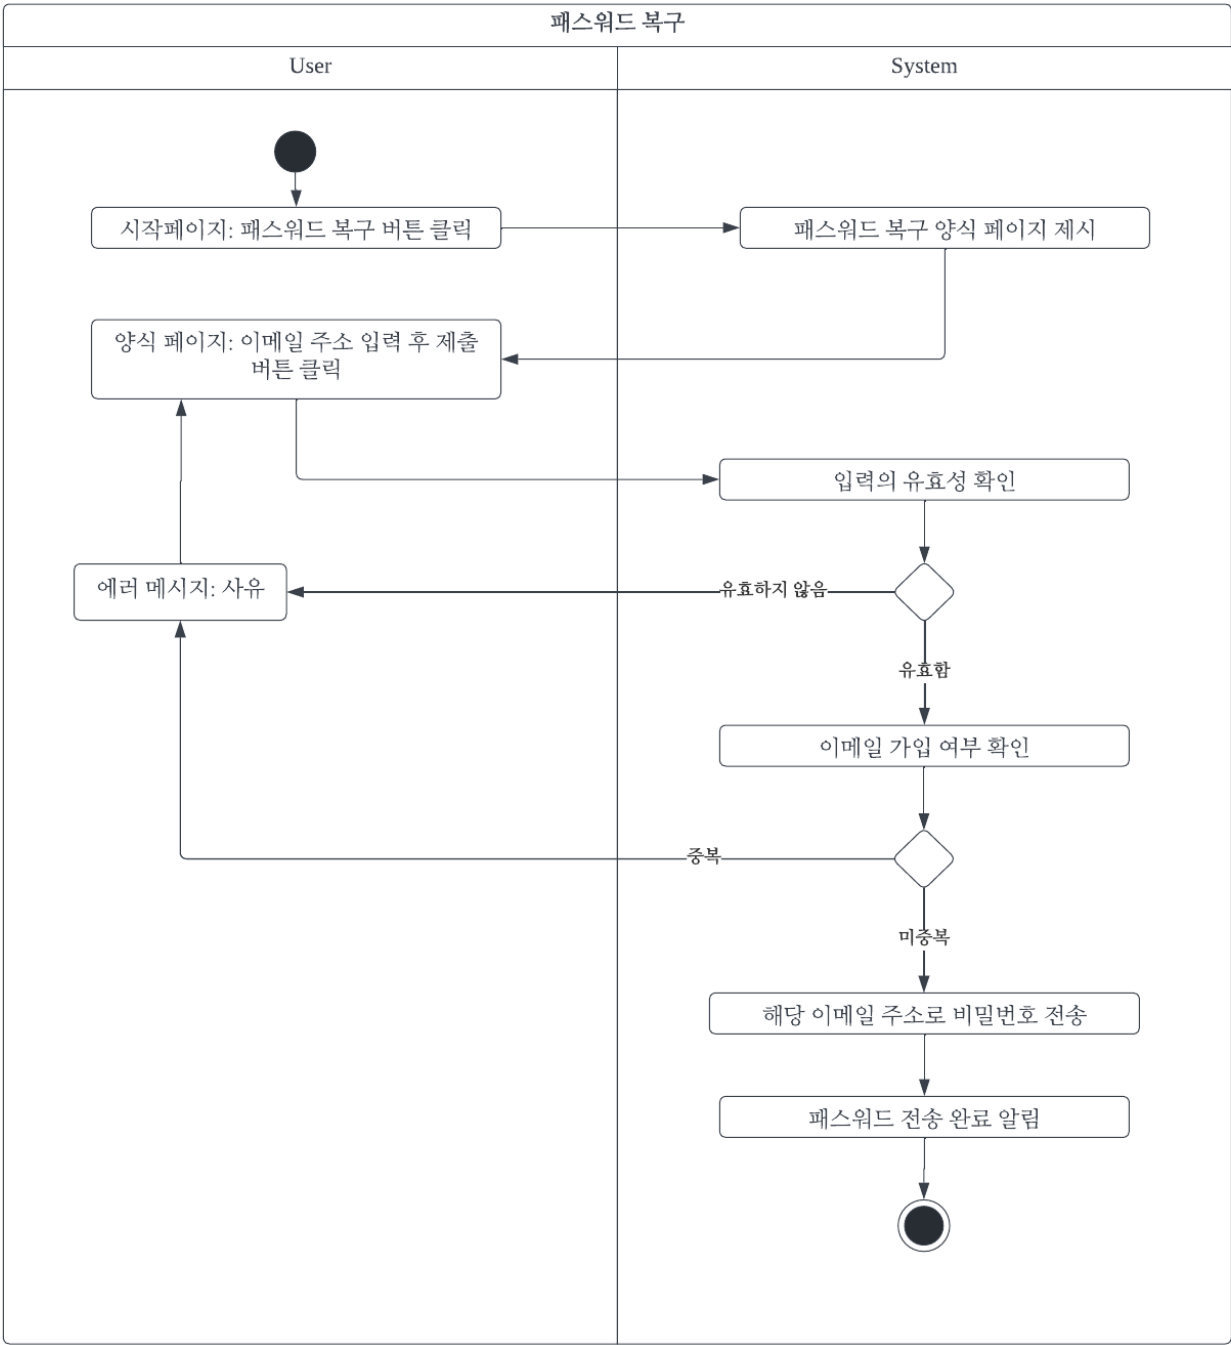 패스워드 복구
User
System
시작페이지: 패스워드 복구 버튼 클릭
패스워드 복구 양식 페이지 제시
양식 페이지: 이메일 주소 입력 후 제출
버튼 클릭
입력의 유효성 확인
에러 메시지: 사유
유효하지 않음
유효함
이메일 가입 여부 확인
중복
미중복
해당 이메일 주소로 비밀번호 전송
패스워드 전송 완료 알림